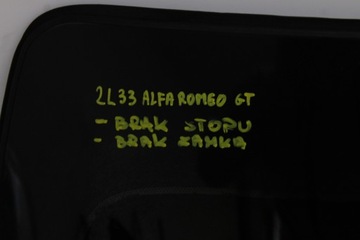 2L33 ALFA ROMEO GT
- BRAK STOPU
- BRAK ZAMKA